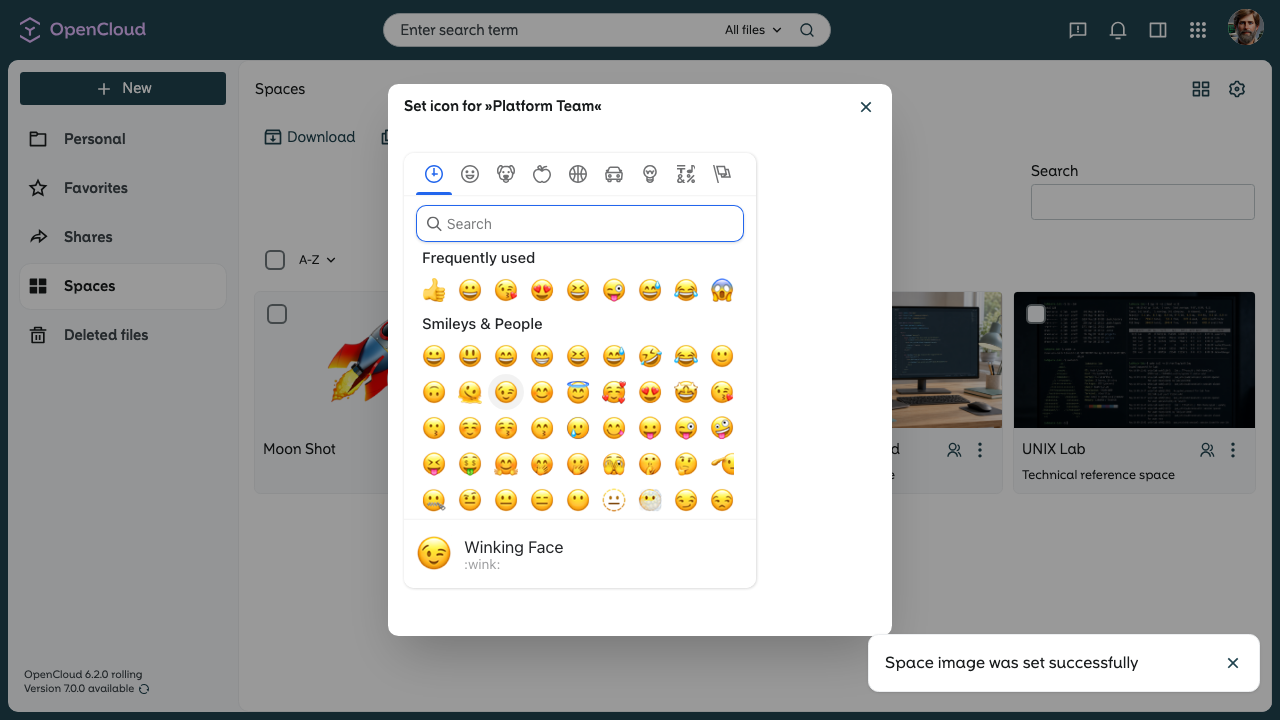 OpenCloud
Enter search term
All files
New
Personal
Favorites
Shares
Spaces
Deleted files
OpenCloud 6.2.0 rolling
Version 7.0.0 available
Spaces
Download
Search
A-Z
Moon Shot
UNIX Lab
Technical reference space
Set icon for »Platform Team«
Search
Frequently used
Smileys & People
Winking Face
:wink:
Space image was set successfully